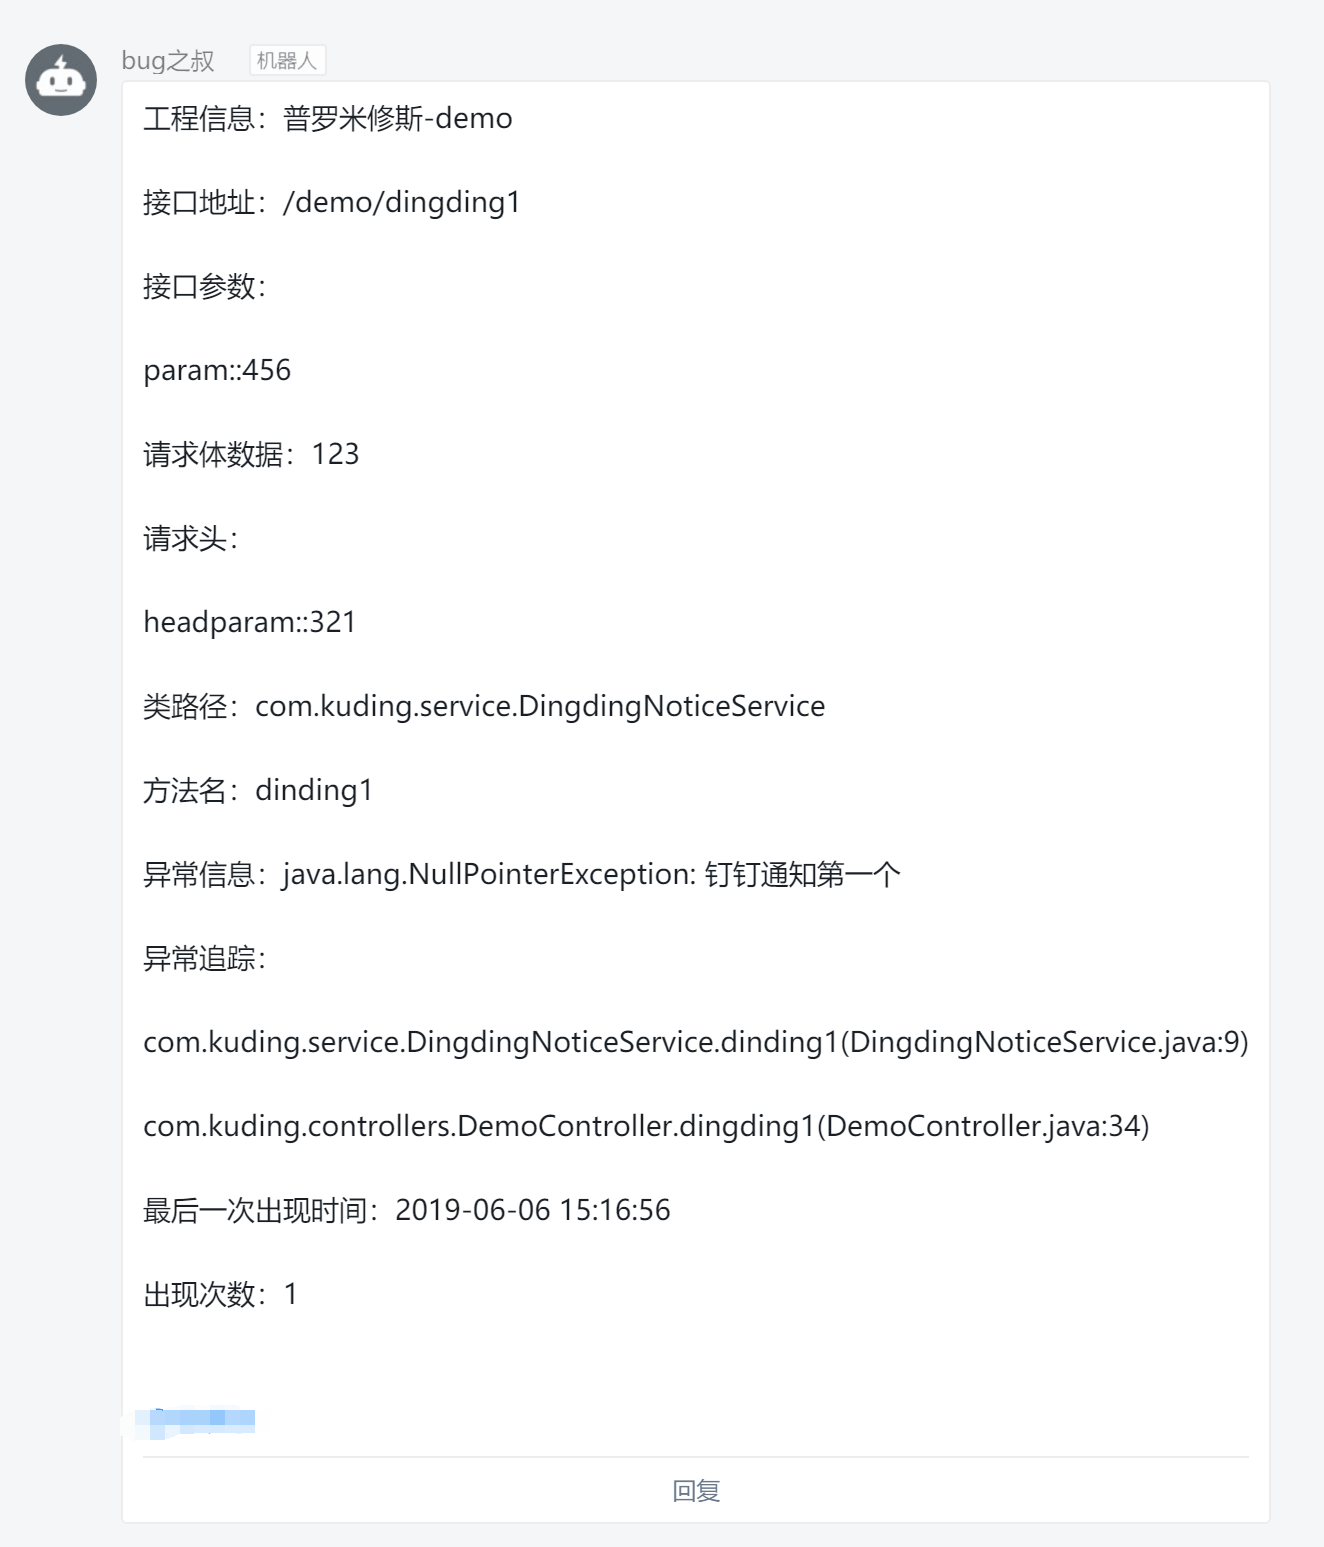 bug之叔 机器人
工程信息：普罗米修斯-demo
接口地址：/demo/dingding1
接口参数：
param::456
请求体数据：123
请求头：
headparam::321
类路径：com.kuding.service.DingdingNoticeService
方法名：dinding1
异常信息：java.lang.NullPointerException: 钉钉通知第一个
异常追踪：
com.kuding.service.DingdingNoticeService.dinding1(DingdingNoticeService.java:9)
com.kuding.controllers.DemoController.dingding1(DemoController.java:34)
最后一次出现时间：2019-06-06 15:16:56
出现次数：1
回复